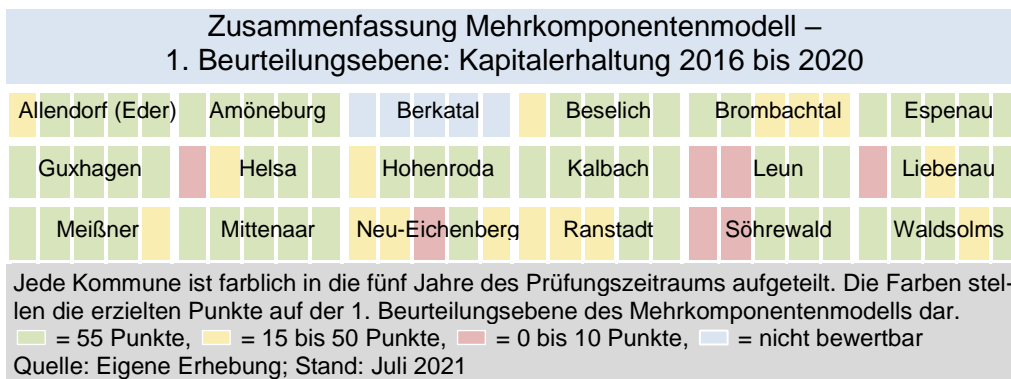 Zusammenfassung Mehrkomponentenmodell –
1. Beurteilungsebene: Kapitalerhaltung 2016 bis 2020
Allendorf (Eder) Amöneburg Berkatal Beselich Brombachtal Espenau
Guxhagen Helsa Hohenroda Kalbach Leun Liebenau
Meißner Mittenaar Neu-Eichenberg Ranstadt Söhrewald Waldsolms
Jede Kommune ist farblich in die fünf Jahre des Prüfungszeitraums aufgeteilt. Die Farben stel-
len die erzielten Punkte auf der 1. Beurteilungsebene des Mehrkomponentenmodells dar.
= 55 Punkte, = 15 bis 50 Punkte, = 0 bis 10 Punkte, = nicht bewertbar
Quelle: Eigene Erhebung; Stand: Juli 2021